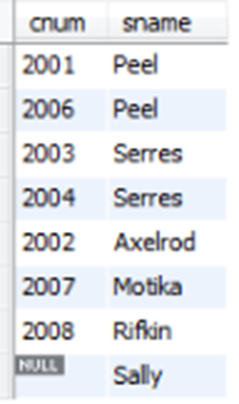 cnum sname
2001 Peel
2006 Peel
2003 Serres
2004 Serres
2002 Axelrod
2007 Motika
2008 Rifkin
NULL Sally